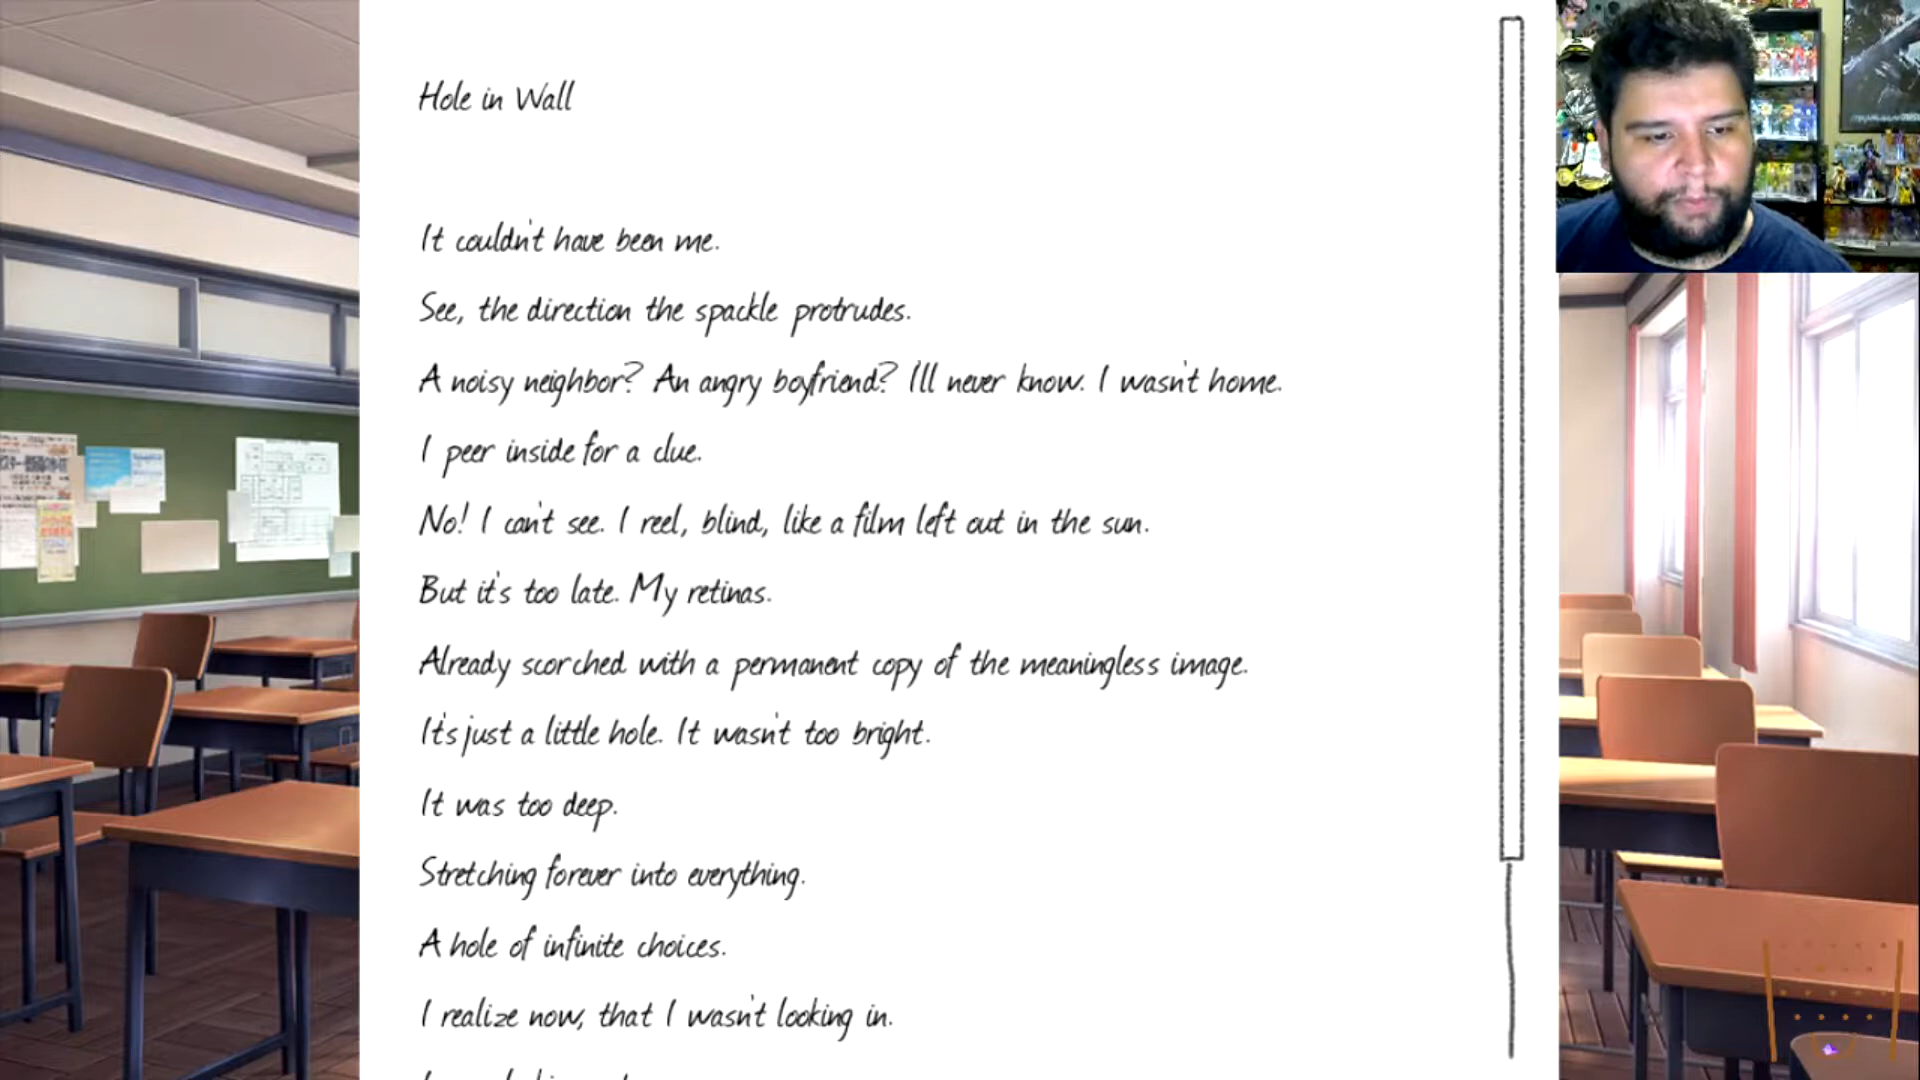 Hole in Wall
It couldn't have been me.
See, the direction the spackle protrudes.
A noisy neighbor? An angry boyfriend? I'll never know. I wasn't home.
I peer inside for a clue.
No! I can't see. I reel, blind, like a film left out in the sun.
But it's too late. My retinas.
Already scorched with a permanent copy of the meaningless image.
It's just a little hole. It wasn't too bright.
It was too deep.
Stretching forever into everything.
A hole of infinite choices.
I realize now, that I wasn't looking in.